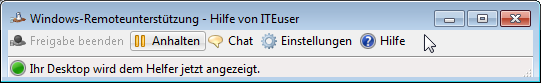 Windows-Remoteunterstützung - Hilfe von ITEuser
Freigabe beenden Anhalten Chat Einstellungen Hilfe
Ihr Desktop wird dem Helfer jetzt angezeigt.